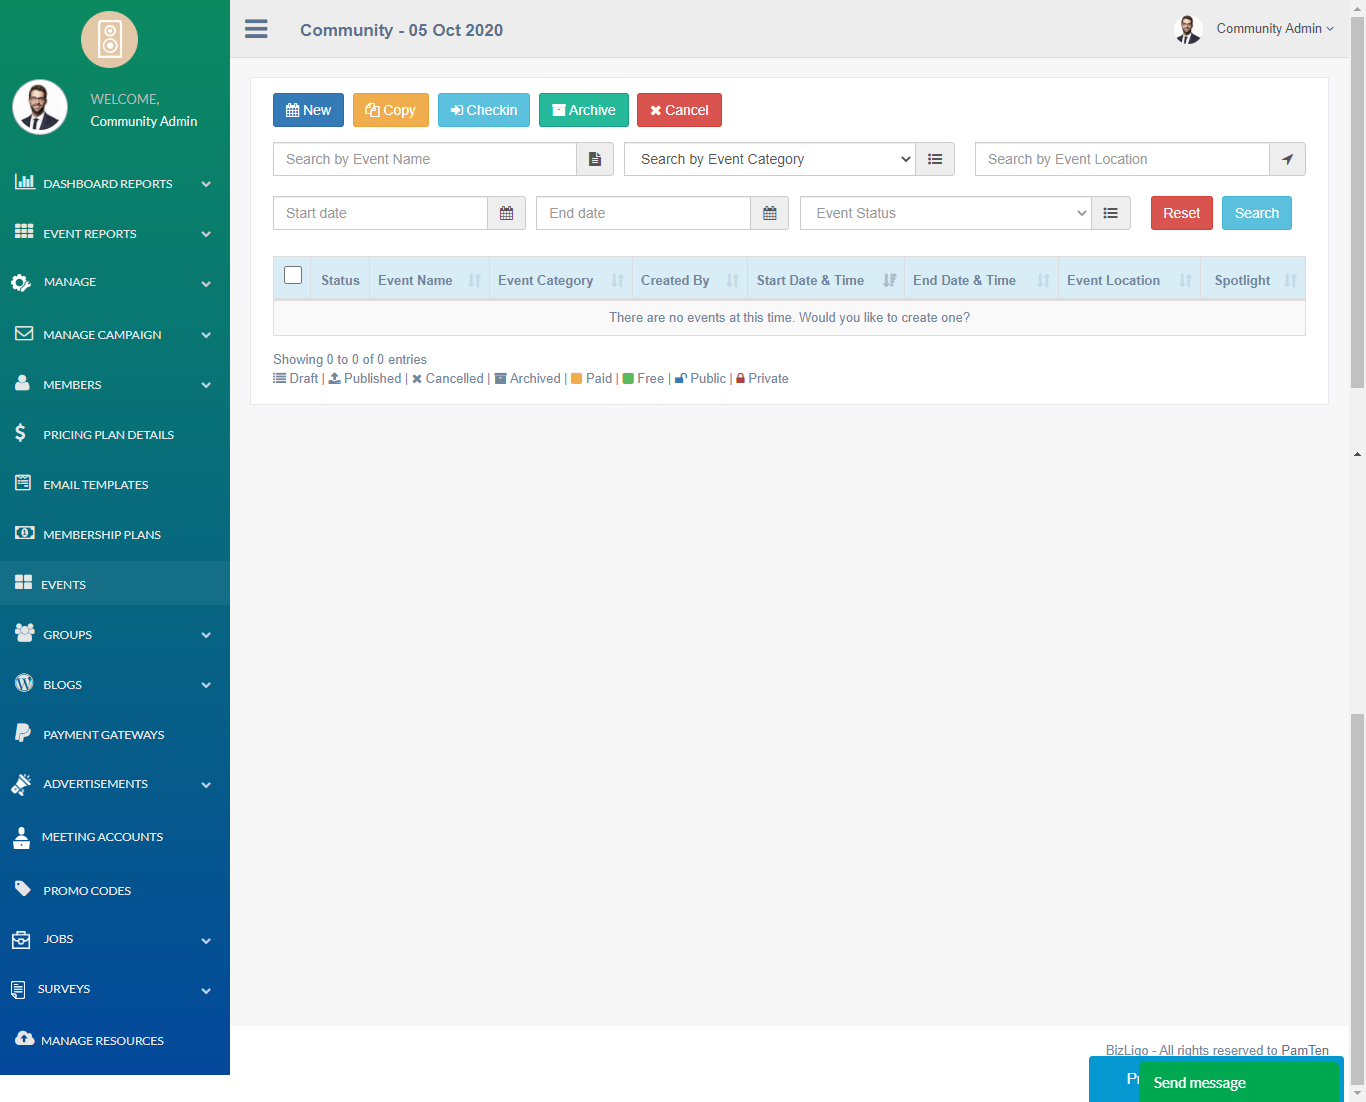 Community - 05 Oct 2020
Community Admin
WELCOME,
Community Admin
DASHBOARD REPORTS
EVENT REPORTS
MANAGE
MANAGE CAMPAIGN
MEMBERS
PRICING PLAN DETAILS
EMAIL TEMPLATES
MEMBERSHIP PLANS
EVENTS
GROUPS
BLOGS
PAYMENT GATEWAYS
ADVERTISEMENTS
MEETING ACCOUNTS
PROMO CODES
JOBS
SURVEYS
MANAGE RESOURCES
New Copy Checkin Archive Cancel
Search by Event Name Search by Event Category Search by Event Location
Start date End date Event Status Reset Search
Status Event Name Event Category Created By Start Date & Time End Date & Time Event Location Spotlight
There are no events at this time. Would you like to create one?
Showing 0 to 0 of 0 entries
Draft | Published | Cancelled | Archived | Paid | Free | Public | Private
BizLigo - All rights reserved to PamTen
Send message